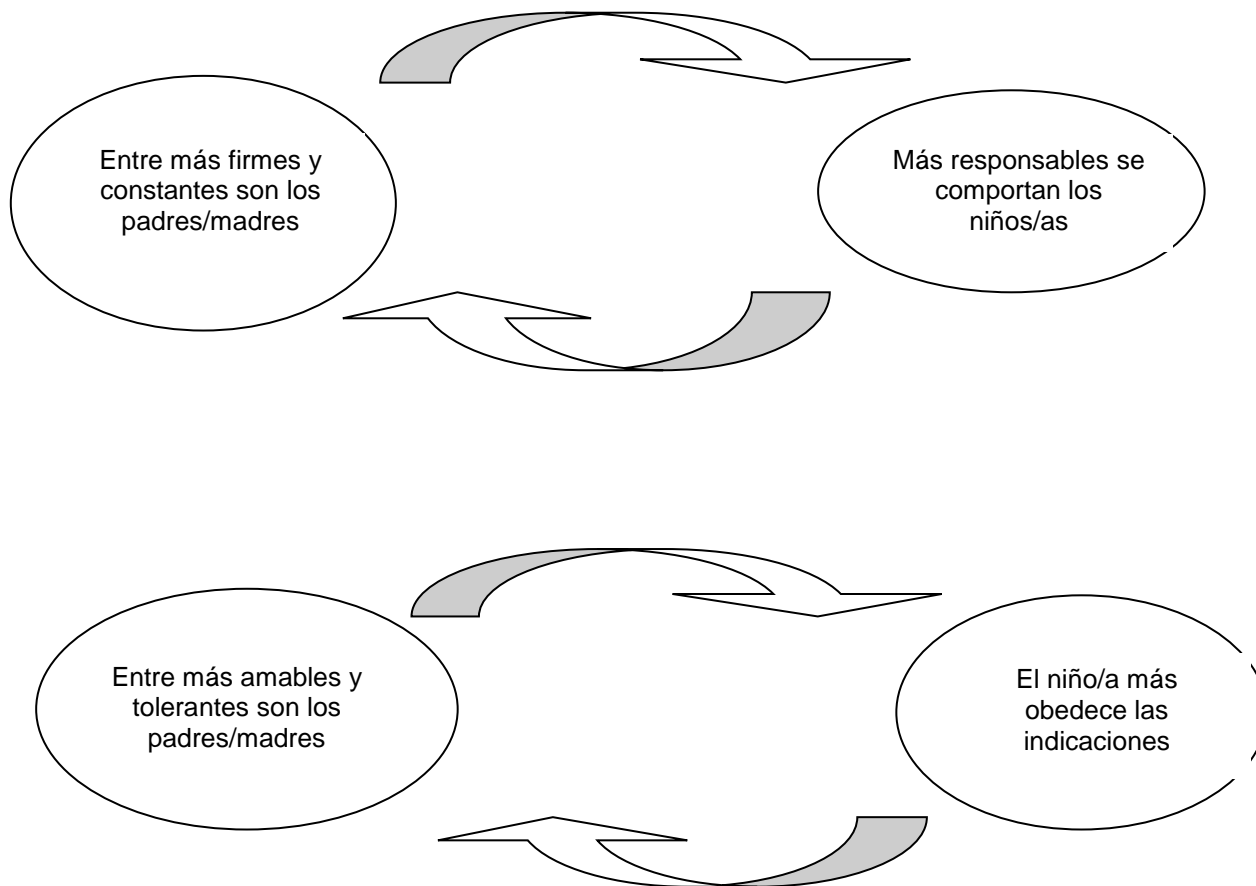 Entre más firmes y
constantes son los
padres/madres
Más responsables se
comportan los
niños/as
Entre más amables y
tolerantes son los
padres/madres
El niño/a más
obedece las
indicaciones